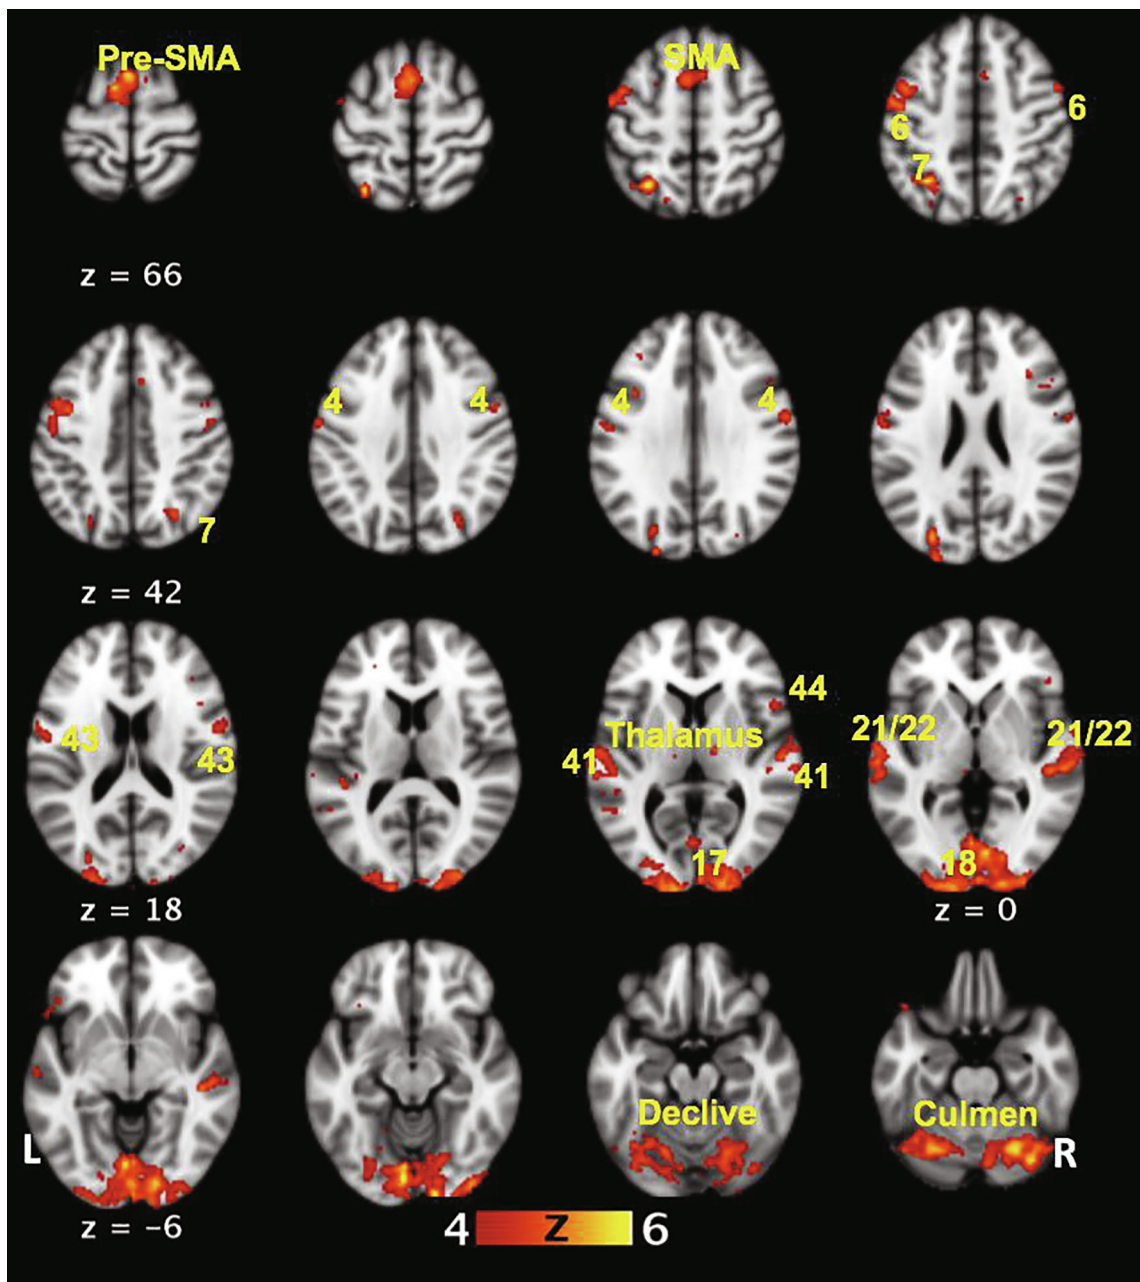 Pre-SMA
SMA
6
6
7
z = 66
4
4
4
4
7
z = 42
44
43
43
Thalamus
41
41
21/22
21/22
17
18
z = 18
z = 0
Declive
Culmen
L
R
z = −6
4 Z 6